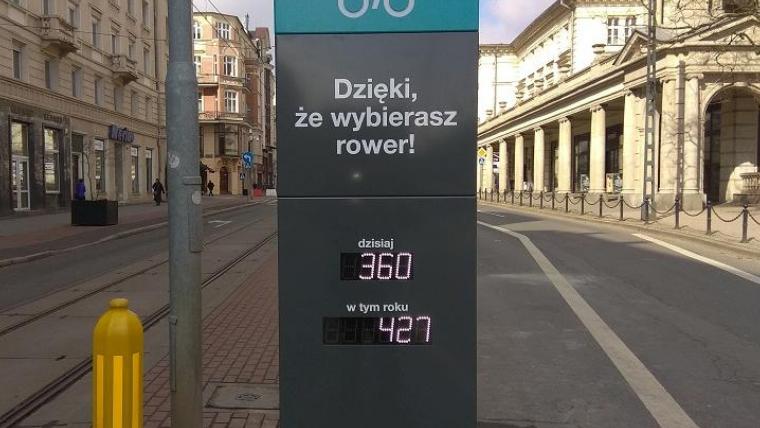 Dzięki,
że wybierasz
rower!
dzisiaj
360
w tym roku
427